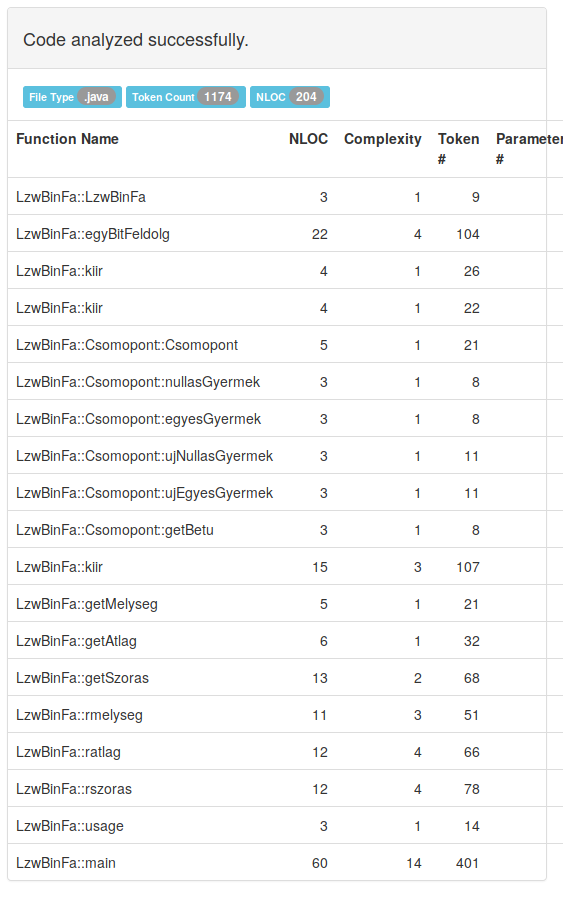 Code analyzed successfully.
File Type .java Token Count 1174 NLOC 204
Function Name NLOC Complexity Token # Parameter #
LzwBinFa::LzwBinFa 3 1 9
LzwBinFa::egyBitFeldolg 22 4 104
LzwBinFa::kiir 4 1 26
LzwBinFa::kiir 4 1 22
LzwBinFa::Csomopont::Csomopont 5 1 21
LzwBinFa::Csomopont::nullasGyermek 3 1 8
LzwBinFa::Csomopont::egyesGyermek 3 1 8
LzwBinFa::Csomopont::ujNullasGyermek 3 1 11
LzwBinFa::Csomopont::ujEgyesGyermek 3 1 11
LzwBinFa::Csomopont::getBetu 3 1 8
LzwBinFa::kiir 15 3 107
LzwBinFa::getMelyseg 5 1 21
LzwBinFa::getAtlag 6 1 32
LzwBinFa::getSzoras 13 2 68
LzwBinFa::rmelyseg 11 3 51
LzwBinFa::ratlag 12 4 66
LzwBinFa::rszoras 12 4 78
LzwBinFa::usage 3 1 14
LzwBinFa::main 60 14 401